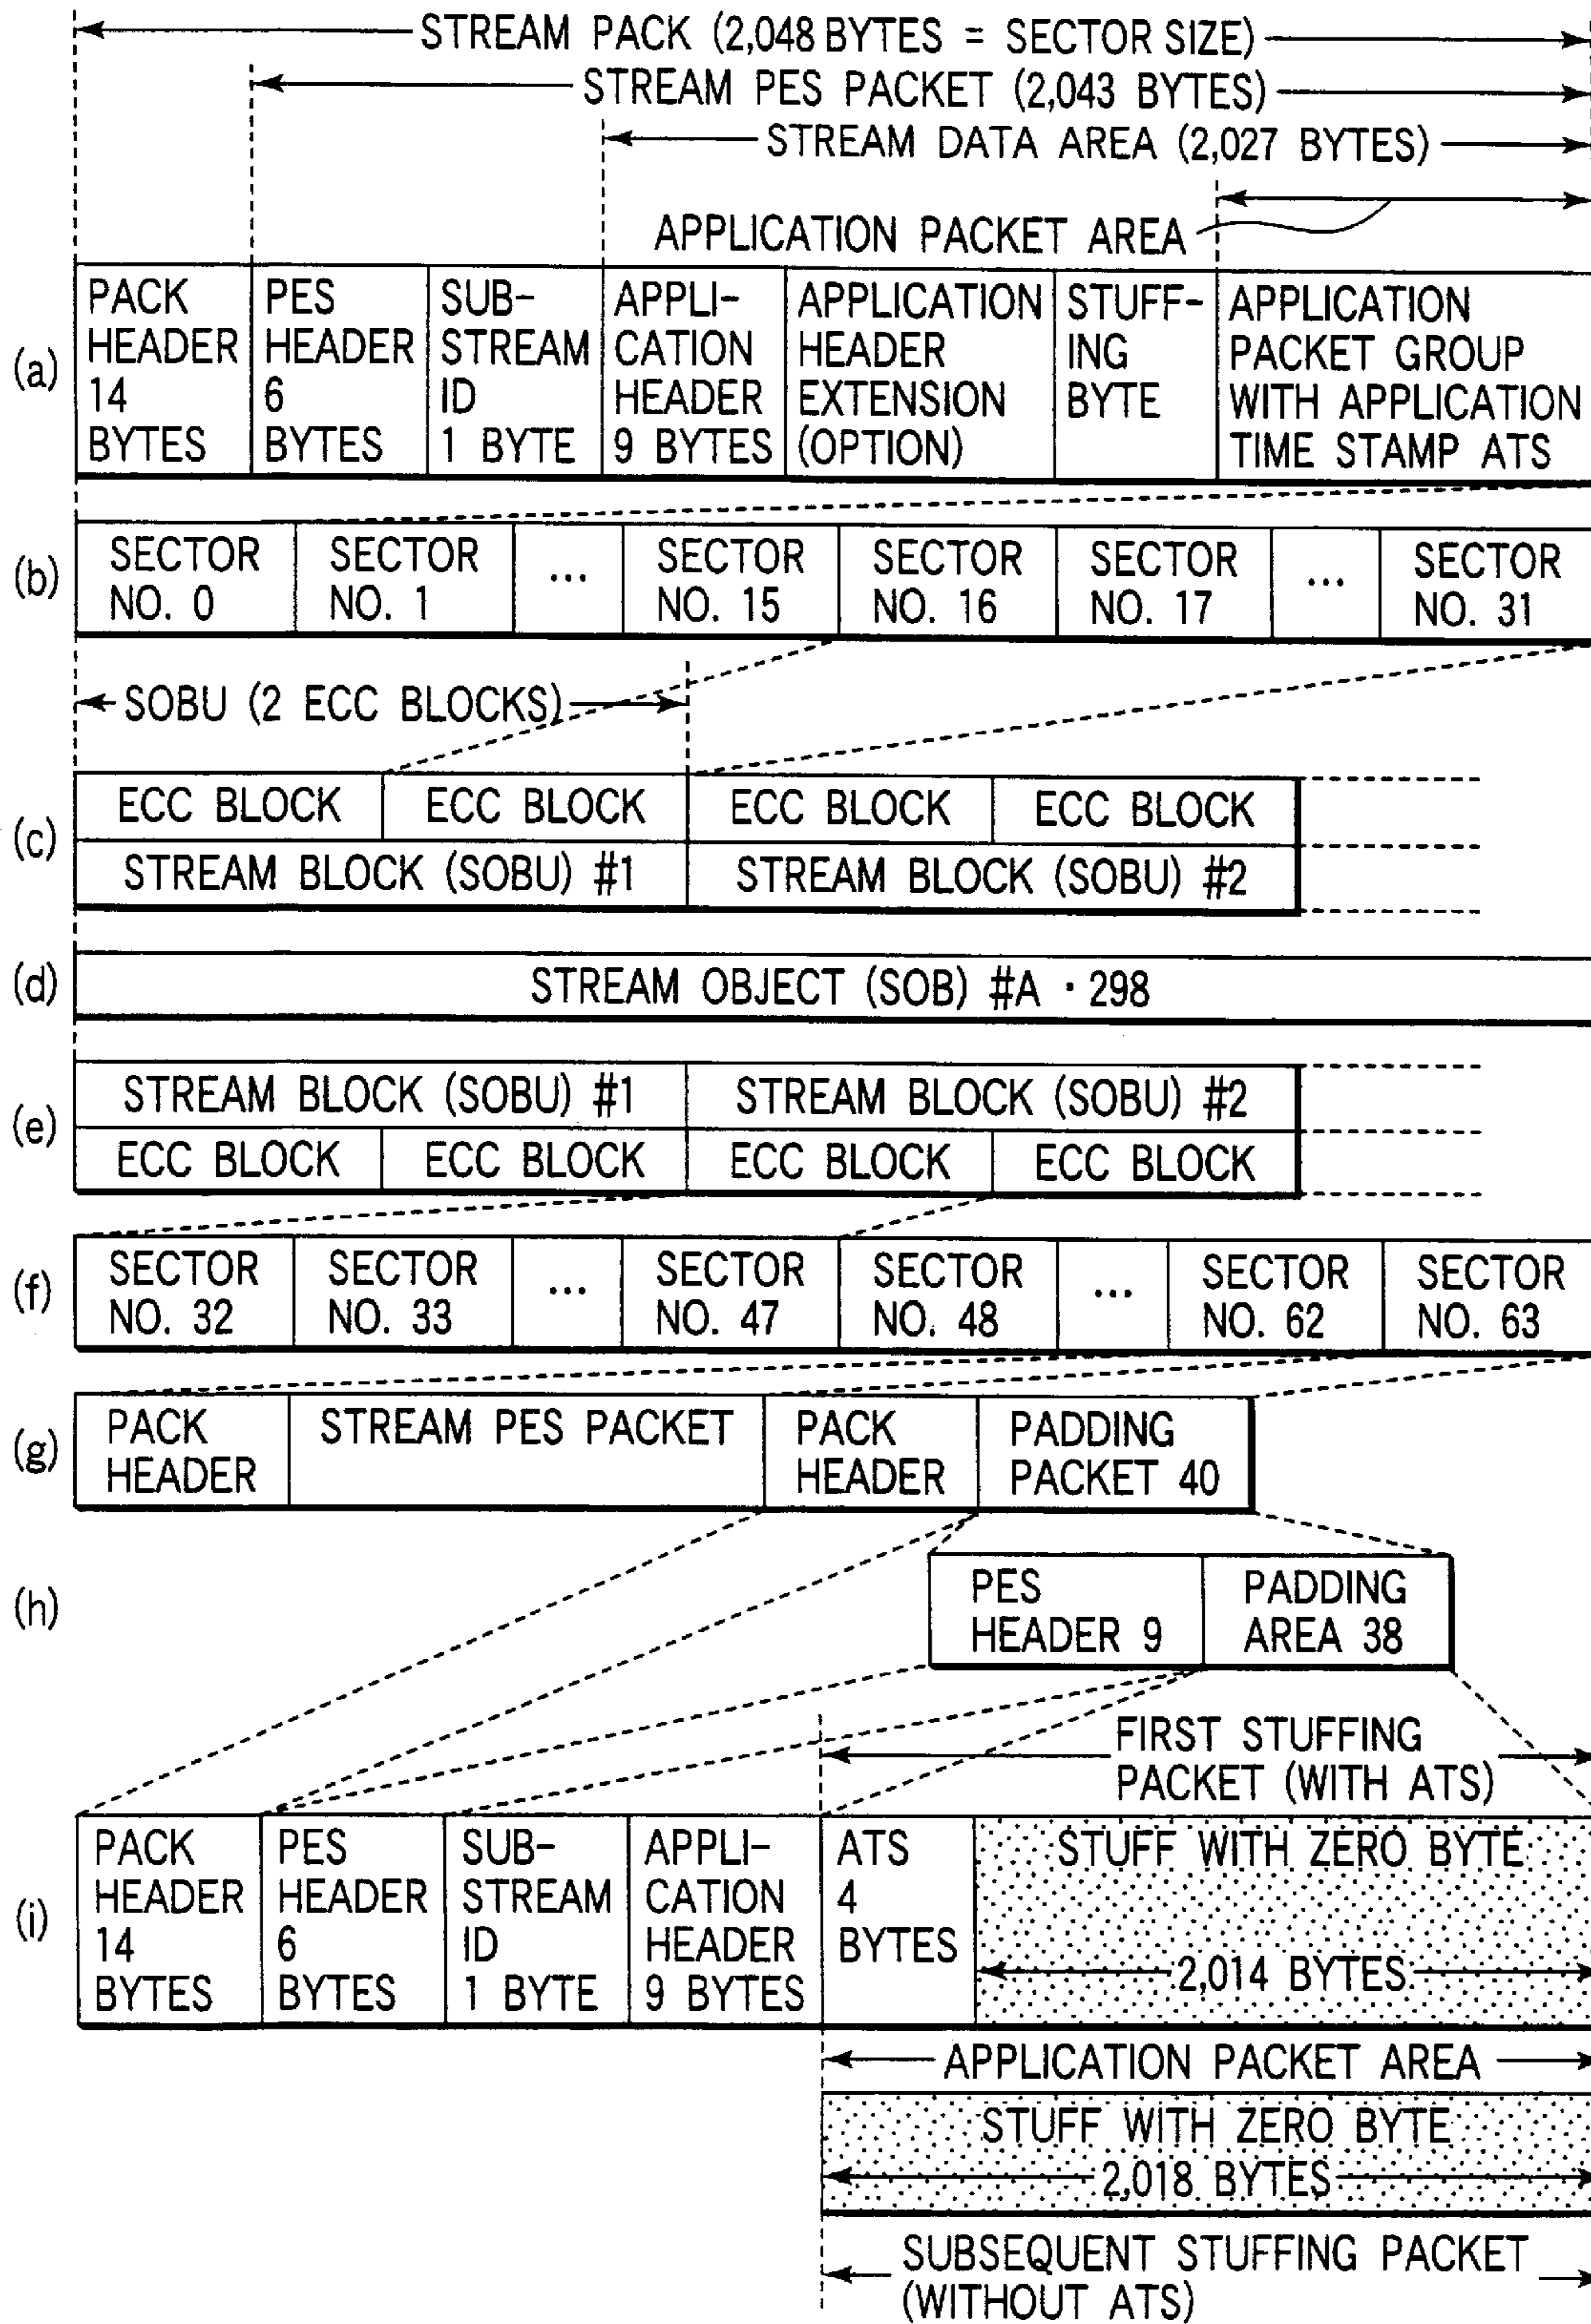 STREAM PACK (2,048 BYTES = SECTOR SIZE)
STREAM PES PACKET (2,043 BYTES)
STREAM DATA AREA (2,027 BYTES)
APPLICATION PACKET AREA
(a)
PACK
HEADER
14
BYTES
PES
HEADER
6
BYTES
SUB-
STREAM
ID
1 BYTE
APPLI-
CATION
HEADER
9 BYTES
APPLICATION
HEADER
EXTENSION
(OPTION)
STUFF-
ING
BYTE
APPLICATION
PACKET GROUP
WITH APPLICATION
TIME STAMP ATS
(b)
SECTOR
NO. 0
SECTOR
NO. 1
...
SECTOR
NO. 15
SECTOR
NO. 16
SECTOR
NO. 17
...
SECTOR
NO. 31
SOBU (2 ECC BLOCKS)
(c)
ECC BLOCK
ECC BLOCK
ECC BLOCK
ECC BLOCK
STREAM BLOCK (SOBU) #1
STREAM BLOCK (SOBU) #2
(d)
STREAM OBJECT (SOB) #A · 298
(e)
STREAM BLOCK (SOBU) #1
STREAM BLOCK (SOBU) #2
ECC BLOCK
ECC BLOCK
ECC BLOCK
ECC BLOCK
(f)
SECTOR
NO. 32
SECTOR
NO. 33
...
SECTOR
NO. 47
SECTOR
NO. 48
...
SECTOR
NO. 62
SECTOR
NO. 63
(g)
PACK
HEADER
STREAM PES PACKET
PACK
HEADER
PADDING
PACKET 40
(h)
PES
HEADER 9
PADDING
AREA 38
FIRST STUFFING
PACKET (WITH ATS)
(i)
PACK
HEADER
14
BYTES
PES
HEADER
6
BYTES
SUB-
STREAM
ID
1 BYTE
APPLI-
CATION
HEADER
9 BYTES
ATS
4
BYTES
STUFF WITH ZERO BYTE
2,014 BYTES
APPLICATION PACKET AREA
STUFF WITH ZERO BYTE
2,018 BYTES
SUBSEQUENT STUFFING PACKET
(WITHOUT ATS)